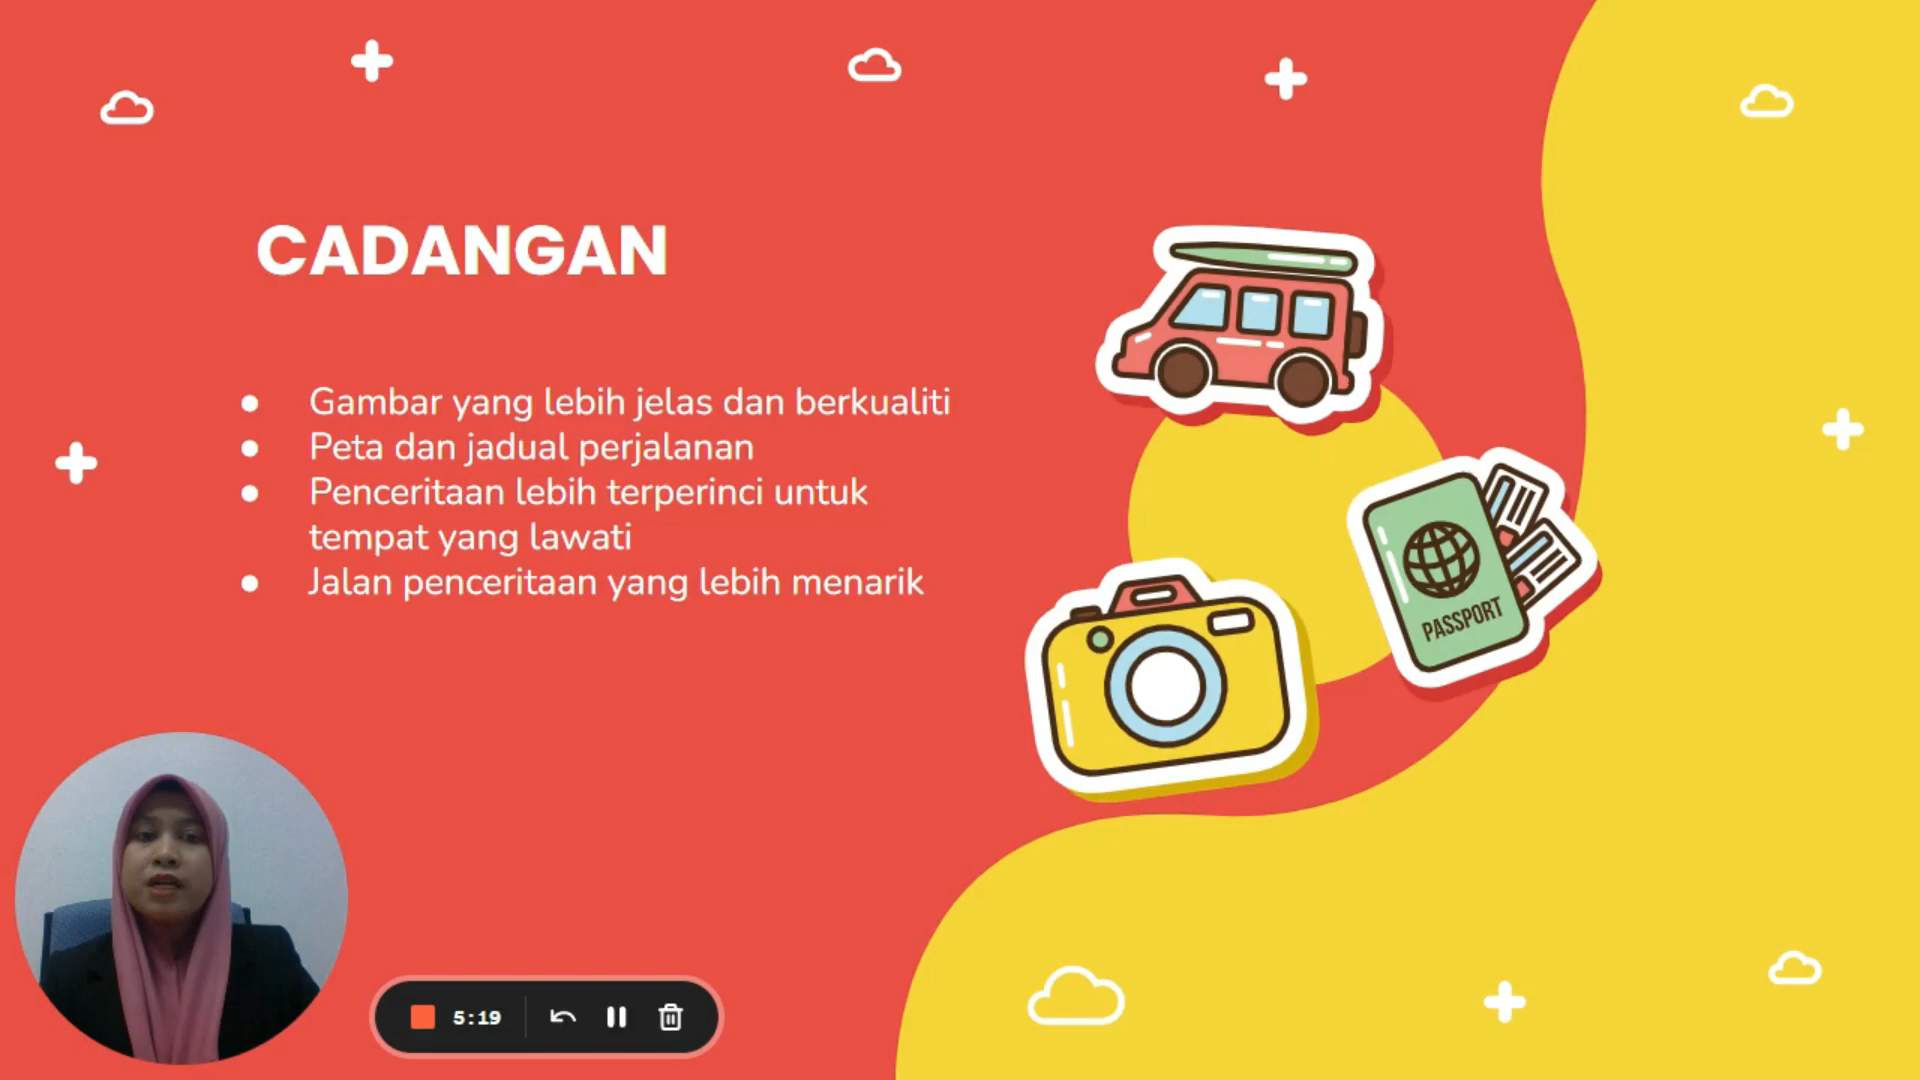 CADANGAN
● Gambar yang lebih jelas dan berkualiti
● Peta dan jadual perjalanan
● Penceritaan lebih terperinci untuk
tempat yang lawati
● Jalan penceritaan yang lebih menarik
PASSPORT
5:19